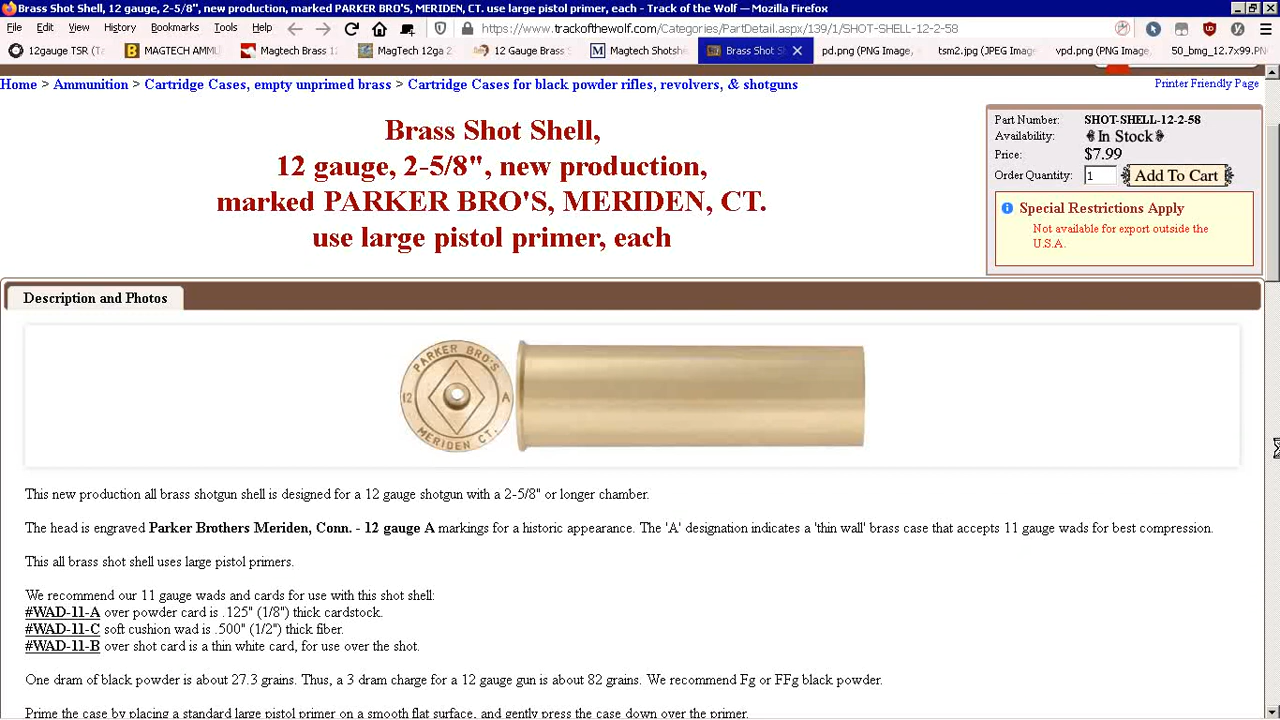 Brass Shot Shell, 12 gauge, 2-5/8", new production, marked PARKER BRO'S, MERIDEN, CT. use large pistol primer, each - Track of the Wolf — Mozilla Firefox
File Edit View History Bookmarks Tools Help
https://www.trackofthewolf.com/Categories/PartDetail.aspx/139/1/SHOT-SHELL-12-2-58
12gauge TSR (Ta
MAGTECH AMMU
Magtech Brass 12
MagTech 12ga 2
12 Gauge Brass
Magtech Shotshe
Brass Shot S
pd.png (PNG Image,
tsm2.jpg (JPEG Imag
vpd.png (PNG Image,
50_bmg_12.7x99.PN
Home > Ammunition > Cartridge Cases, empty unprimed brass > Cartridge Cases for black powder rifles, revolvers, & shotguns
Printer Friendly Page
Brass Shot Shell,
12 gauge, 2-5/8", new production,
marked PARKER BRO'S, MERIDEN, CT.
use large pistol primer, each
Part Number: SHOT-SHELL-12-2-58
Availability: In Stock
Price: $7.99
Order Quantity: 1 Add To Cart
Special Restrictions Apply
Not available for export outside the
U.S.A.
Description and Photos
PARKER BRO'S
12 A
MERIDEN CT.
This new production all brass shotgun shell is designed for a 12 gauge shotgun with a 2-5/8" or longer chamber.
The head is engraved Parker Brothers Meriden, Conn. - 12 gauge A markings for a historic appearance. The 'A' designation indicates a 'thin wall' brass case that accepts 11 gauge wads for best compression.
This all brass shot shell uses large pistol primers.
We recommend our 11 gauge wads and cards for use with this shot shell:
#WAD-11-A over powder card is .125" (1/8") thick cardstock.
#WAD-11-C soft cushion wad is .500" (1/2") thick fiber.
#WAD-11-B over shot card is a thin white card, for use over the shot.
One dram of black powder is about 27.3 grains. Thus, a 3 dram charge for a 12 gauge gun is about 82 grains. We recommend Fg or FFg black powder.
Prime the case by placing a standard large pistol primer on a smooth flat surface, and gently press the case down over the primer.